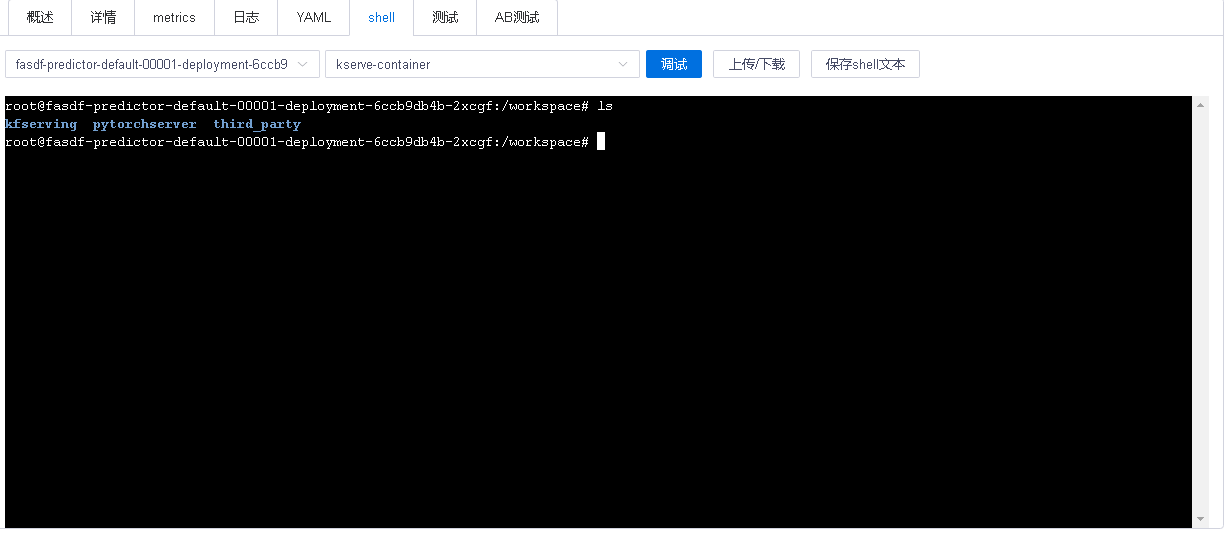 概述 详情 metrics 日志 YAML shell 测试 AB测试
fasdf-predictor-default-00001-deployment-6ccb9 kserve-container 调试 上传/下载 保存shell文本
root@fasdf-predictor-default-00001-deployment-6ccb9db4b-2xcgf:/workspace# ls
kfserving pytorchserver third_party
root@fasdf-predictor-default-00001-deployment-6ccb9db4b-2xcgf:/workspace#